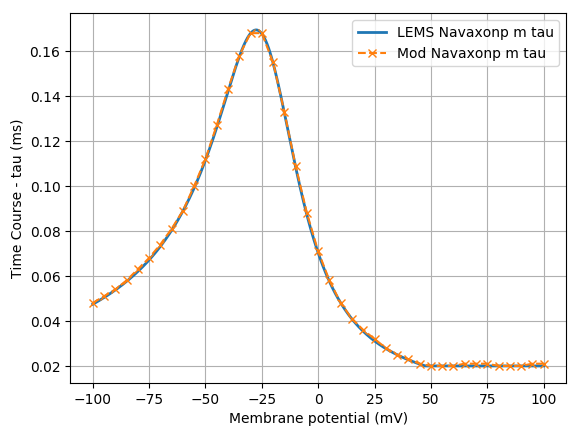 LEMS Navaxonp m tau
Mod Navaxonp m tau
Time Course - tau (ms)
0.16
0.14
0.12
0.10
0.08
0.06
0.04
0.02
−100 −75 −50 −25 0 25 50 75 100
Membrane potential (mV)